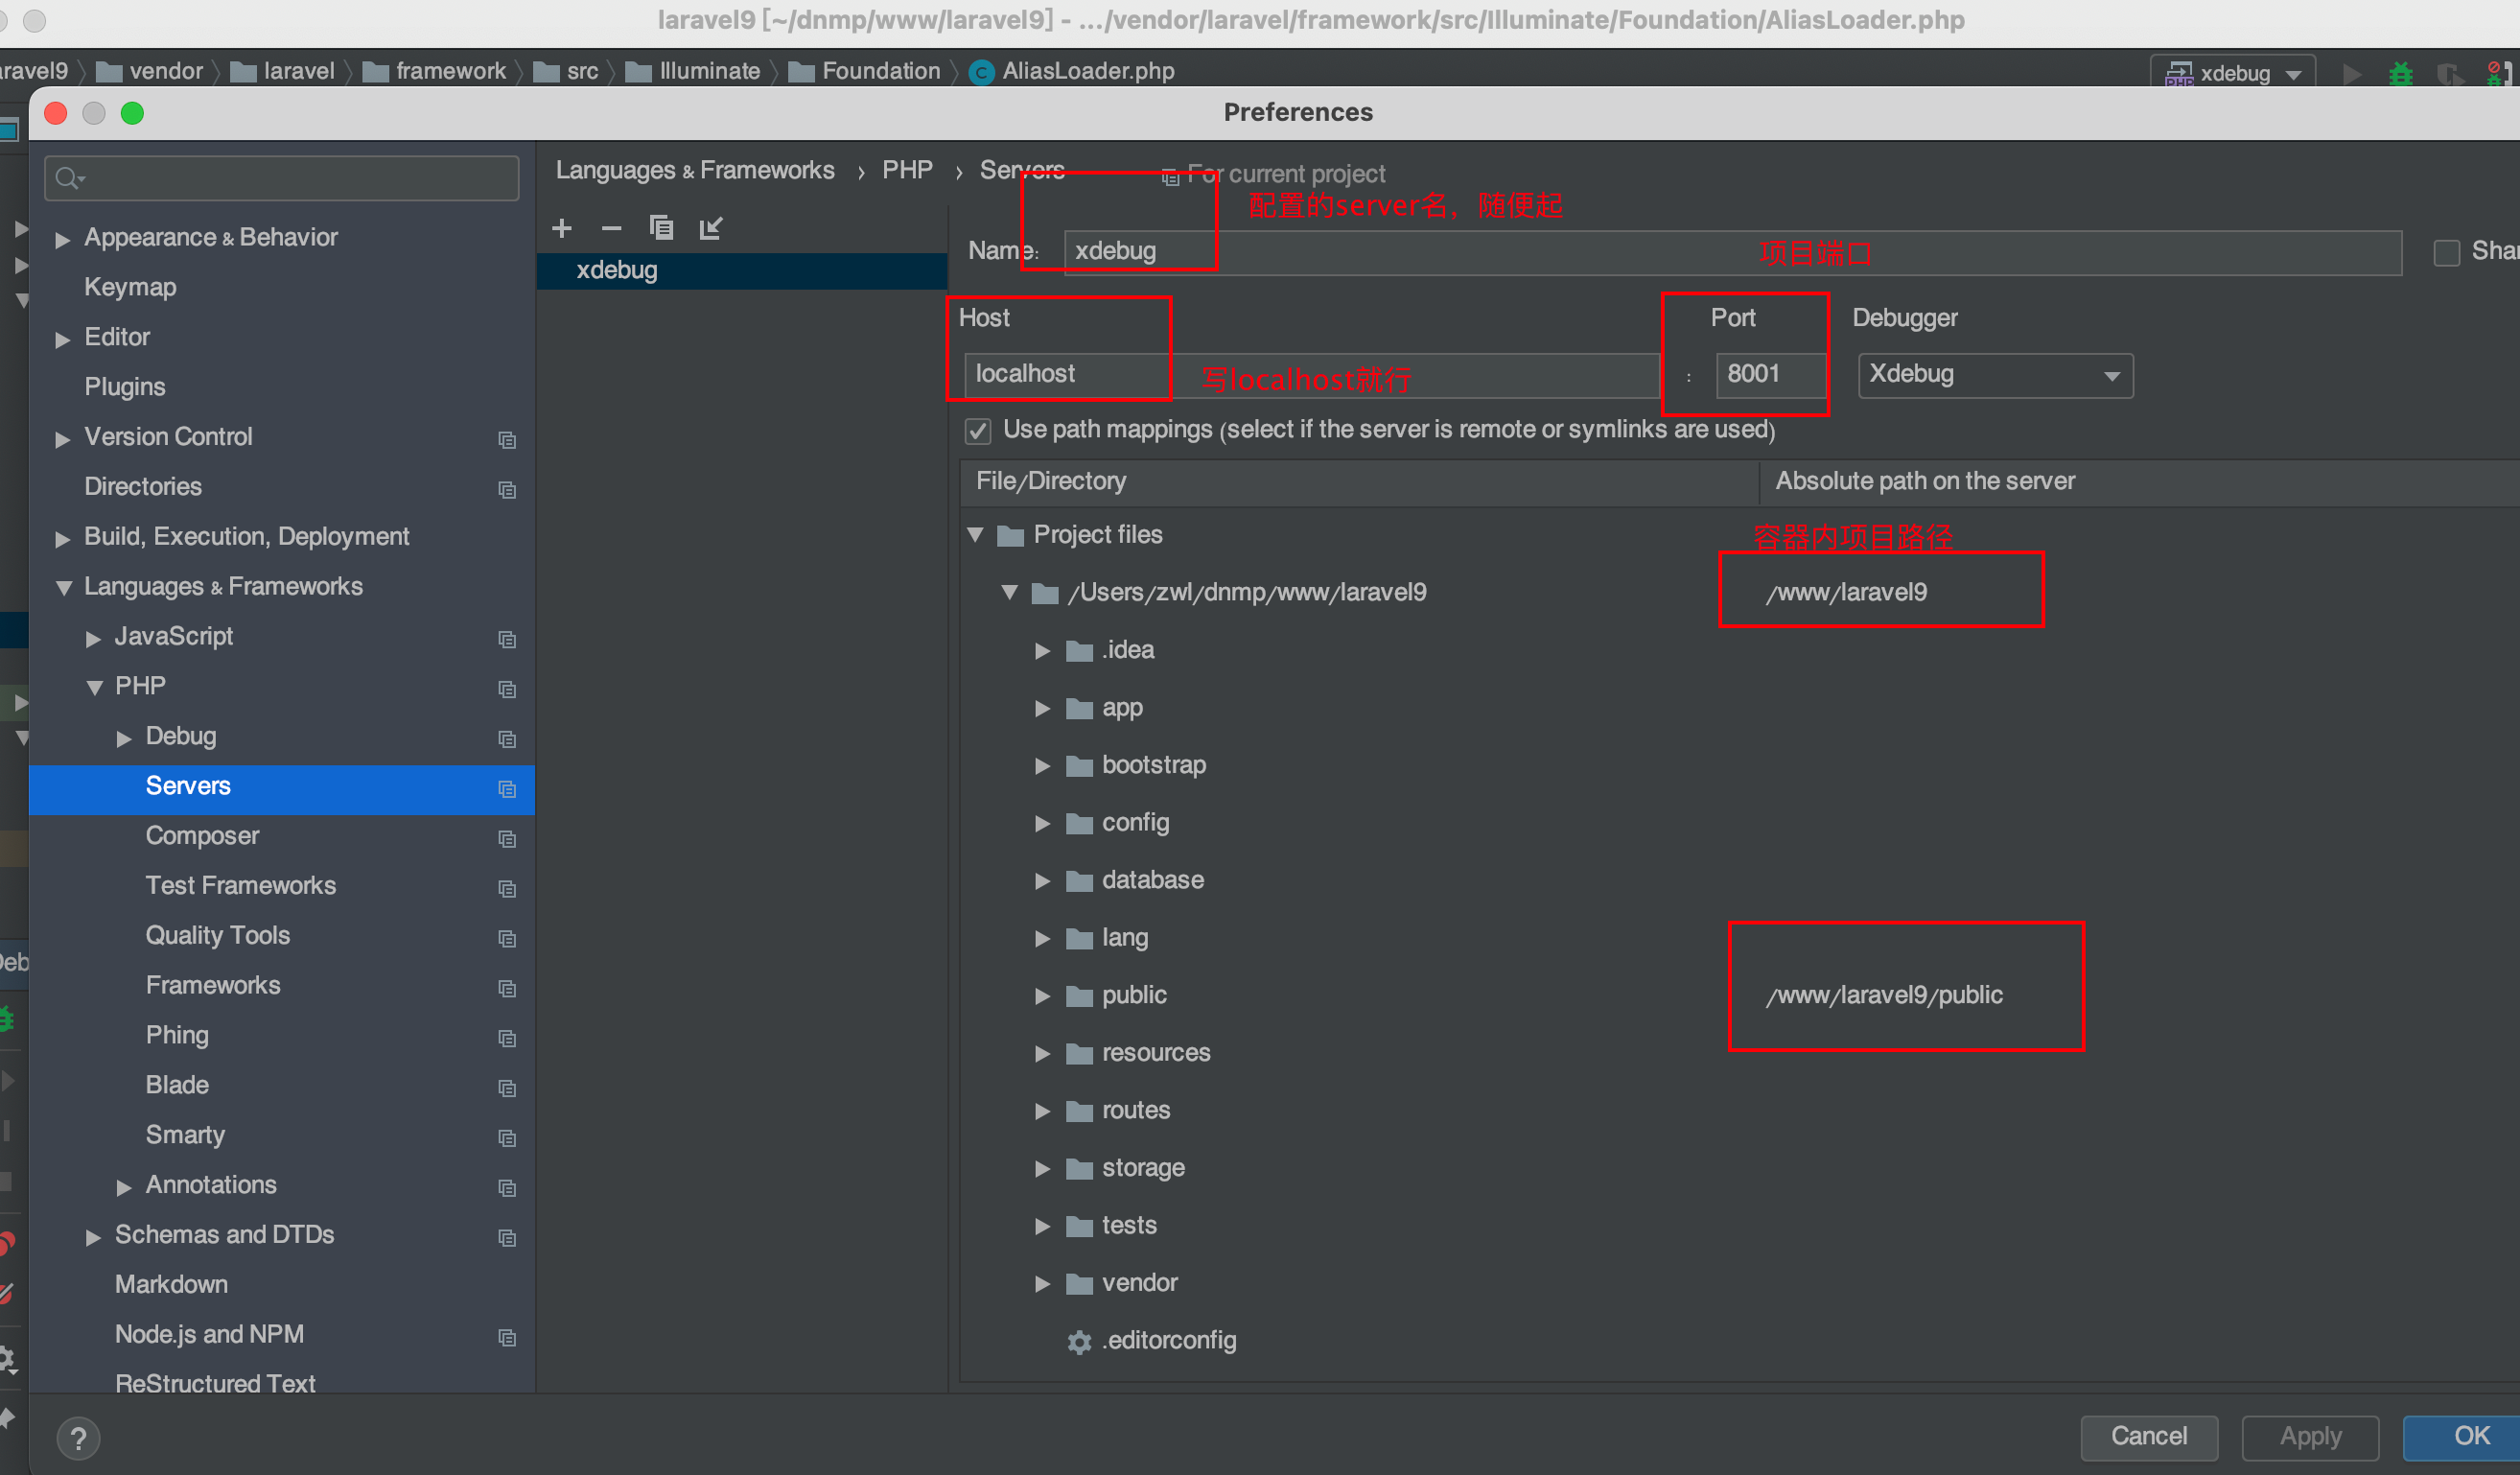 laravel9 [~/dnmp/www/laravel9] - .../vendor/laravel/framework/src/Illuminate/Foundation/AliasLoader.php
aravel9 vendor laravel framework src Illuminate Foundation AliasLoader.php xdebug
Preferences
Languages & Frameworks › PHP › Servers For current project
配置的server名，随便起
Name: xdebug
项目端口
Shar
xdebug
Host
Port
Debugger
localhost
写localhost就行
:
8001
Xdebug
Use path mappings (select if the server is remote or symlinks are used)
File/Directory
Absolute path on the server
Project files
容器内项目路径
/Users/zwl/dnmp/www/laravel9
/www/laravel9
.idea
app
bootstrap
config
database
lang
public
/www/laravel9/public
resources
routes
storage
tests
vendor
.editorconfig
Appearance & Behavior
Keymap
Editor
Plugins
Version Control
Directories
Build, Execution, Deployment
Languages & Frameworks
JavaScript
PHP
Debug
Servers
Composer
Test Frameworks
Quality Tools
Frameworks
Phing
Blade
Smarty
Annotations
Schemas and DTDs
Markdown
Node.js and NPM
ReStructured Text
Deb
?
Cancel
Apply
OK